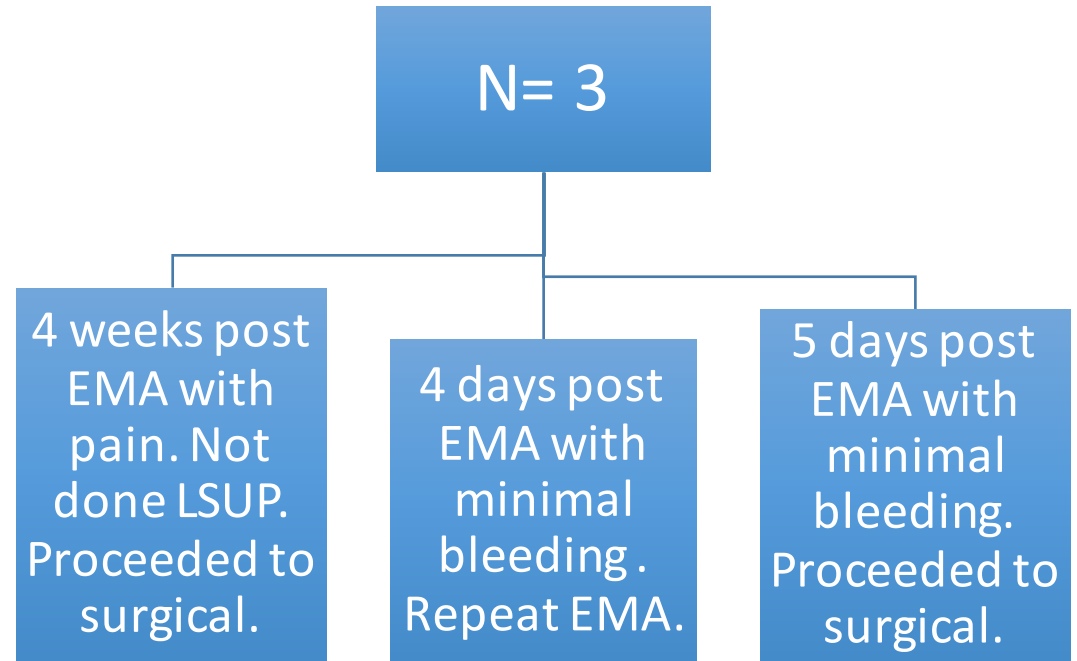 N= 3
4 weeks post
EMA with
pain. Not
done LSUP.
Proceeded to
surgical.
4 days post
EMA with
minimal
bleeding .
Repeat EMA.
5 days post
EMA with
minimal
bleeding.
Proceeded to
surgical.